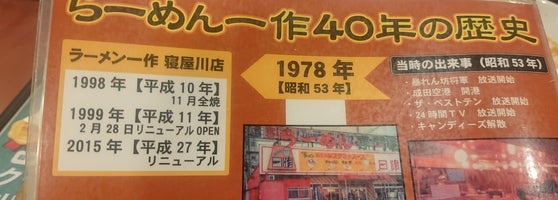 らーめん一作40年の歴史
ラーメン一作 寝屋川店
1998年【平成10年】
11月全焼
1999年【平成11年】
2月28日リニューアルOPEN
2015年【平成27年】
リニューアル
1978年
【昭和53年】
当時の出来事(昭和53年)
・暴れん坊将軍 放送開始
・成田空港 開港
・ザ・ベストテン 放送開始
・24時間TV 放送開始
・キャンディーズ解散